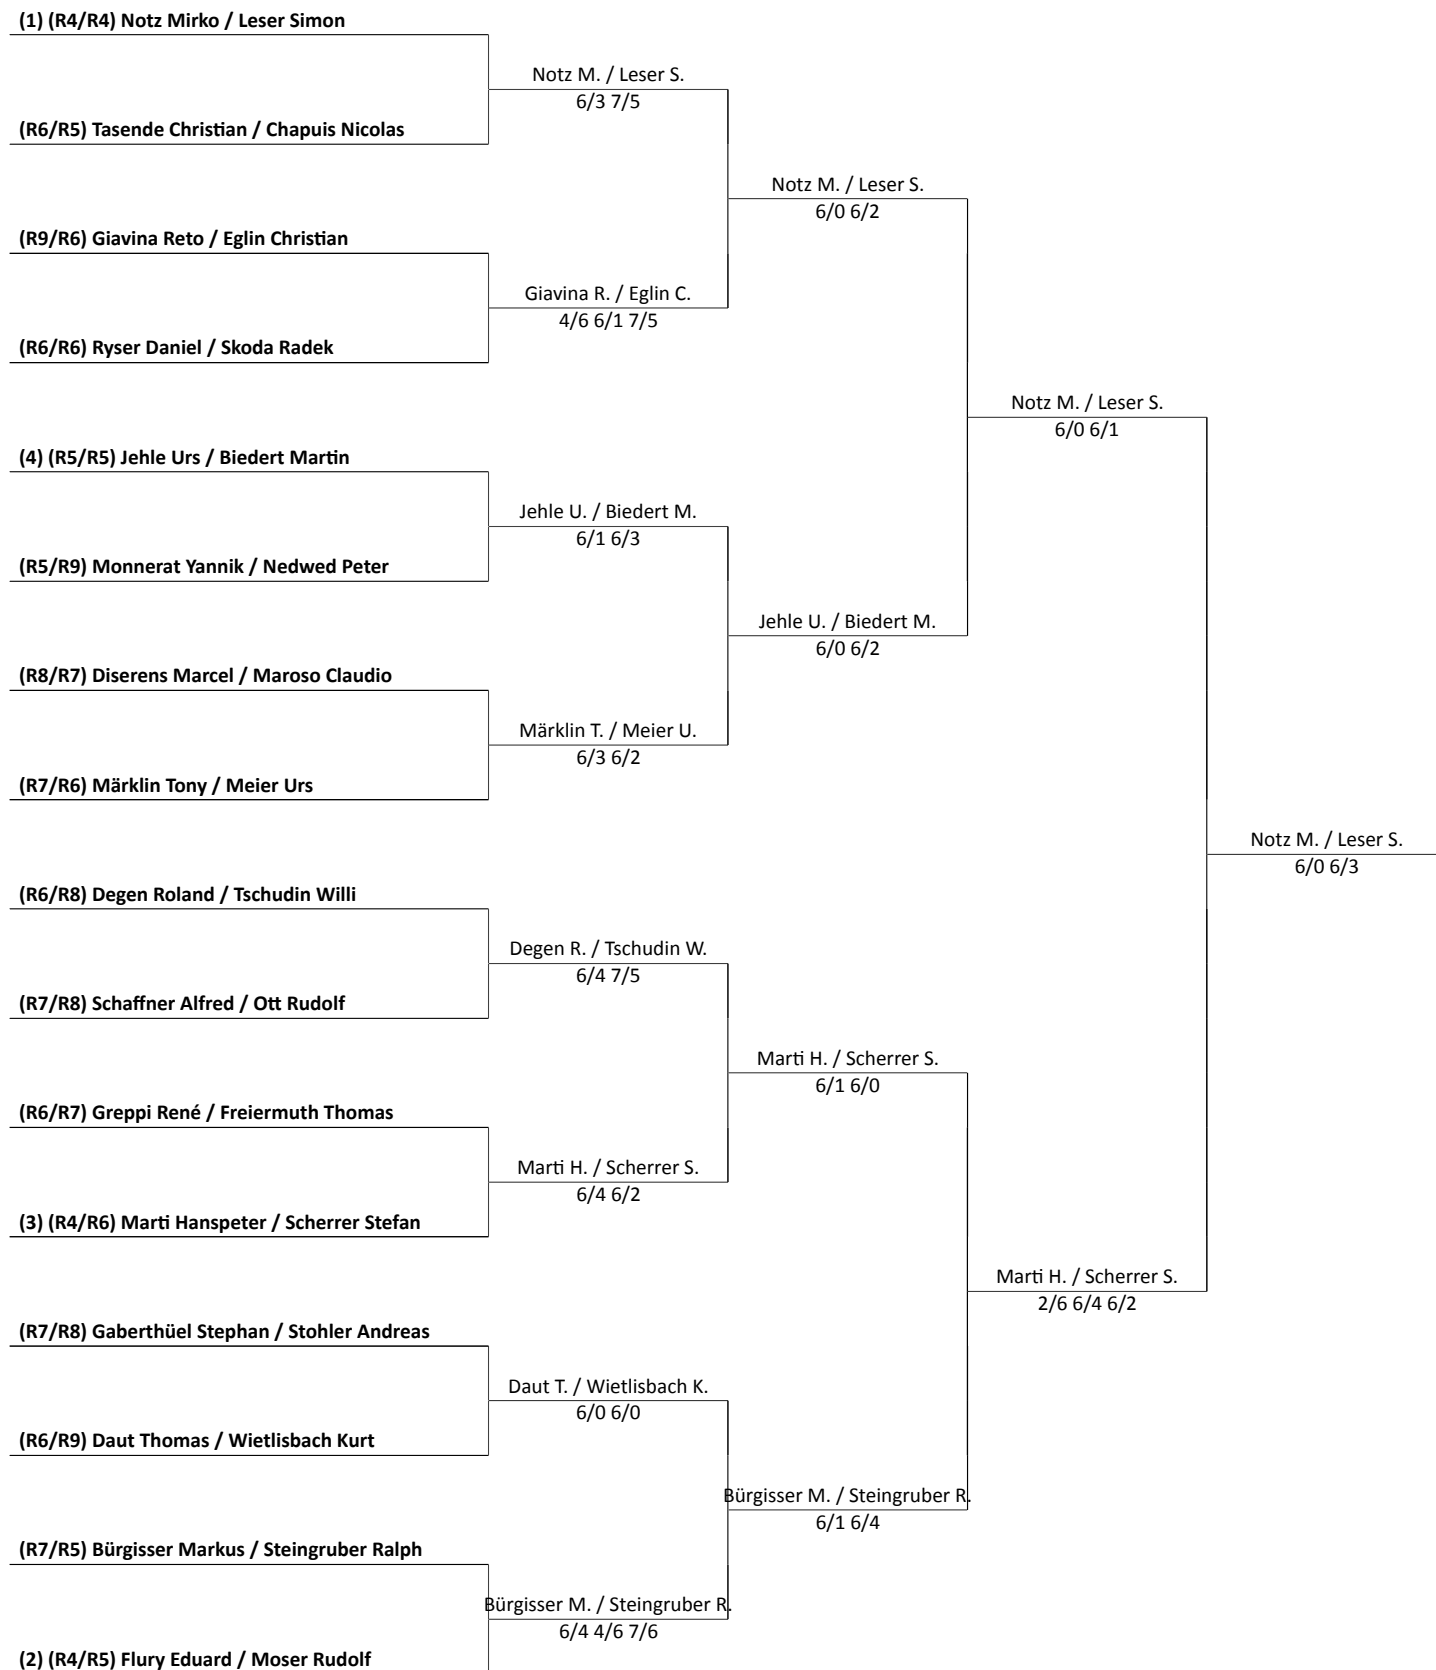 (1) (R4/R4) Notz Mirko / Leser Simon
Notz M. / Leser S.
6/3 7/5
(R6/R5) Tasende Christian / Chapuis Nicolas
Notz M. / Leser S.
6/0 6/2
(R9/R6) Giavina Reto / Eglin Christian
Giavina R. / Eglin C.
4/6 6/1 7/5
(R6/R6) Ryser Daniel / Skoda Radek
Notz M. / Leser S.
6/0 6/1
(4) (R5/R5) Jehle Urs / Biedert Martin
Jehle U. / Biedert M.
6/1 6/3
(R5/R9) Monnerat Yannik / Nedwed Peter
Jehle U. / Biedert M.
6/0 6/2
(R8/R7) Diserens Marcel / Maroso Claudio
Märklin T. / Meier U.
6/3 6/2
(R7/R6) Märklin Tony / Meier Urs
Notz M. / Leser S.
6/0 6/3
(R6/R8) Degen Roland / Tschudin Willi
Degen R. / Tschudin W.
6/4 7/5
(R7/R8) Schaffner Alfred / Ott Rudolf
Marti H. / Scherrer S.
6/1 6/0
(R6/R7) Greppi René / Freiermuth Thomas
Marti H. / Scherrer S.
6/4 6/2
(3) (R4/R6) Marti Hanspeter / Scherrer Stefan
Marti H. / Scherrer S.
2/6 6/4 6/2
(R7/R8) Gaberthüel Stephan / Stohler Andreas
Daut T. / Wietlisbach K.
6/0 6/0
(R6/R9) Daut Thomas / Wietlisbach Kurt
Bürgisser M. / Steingruber R.
6/1 6/4
(R7/R5) Bürgisser Markus / Steingruber Ralph
Bürgisser M. / Steingruber R.
6/4 4/6 7/6
(2) (R4/R5) Flury Eduard / Moser Rudolf